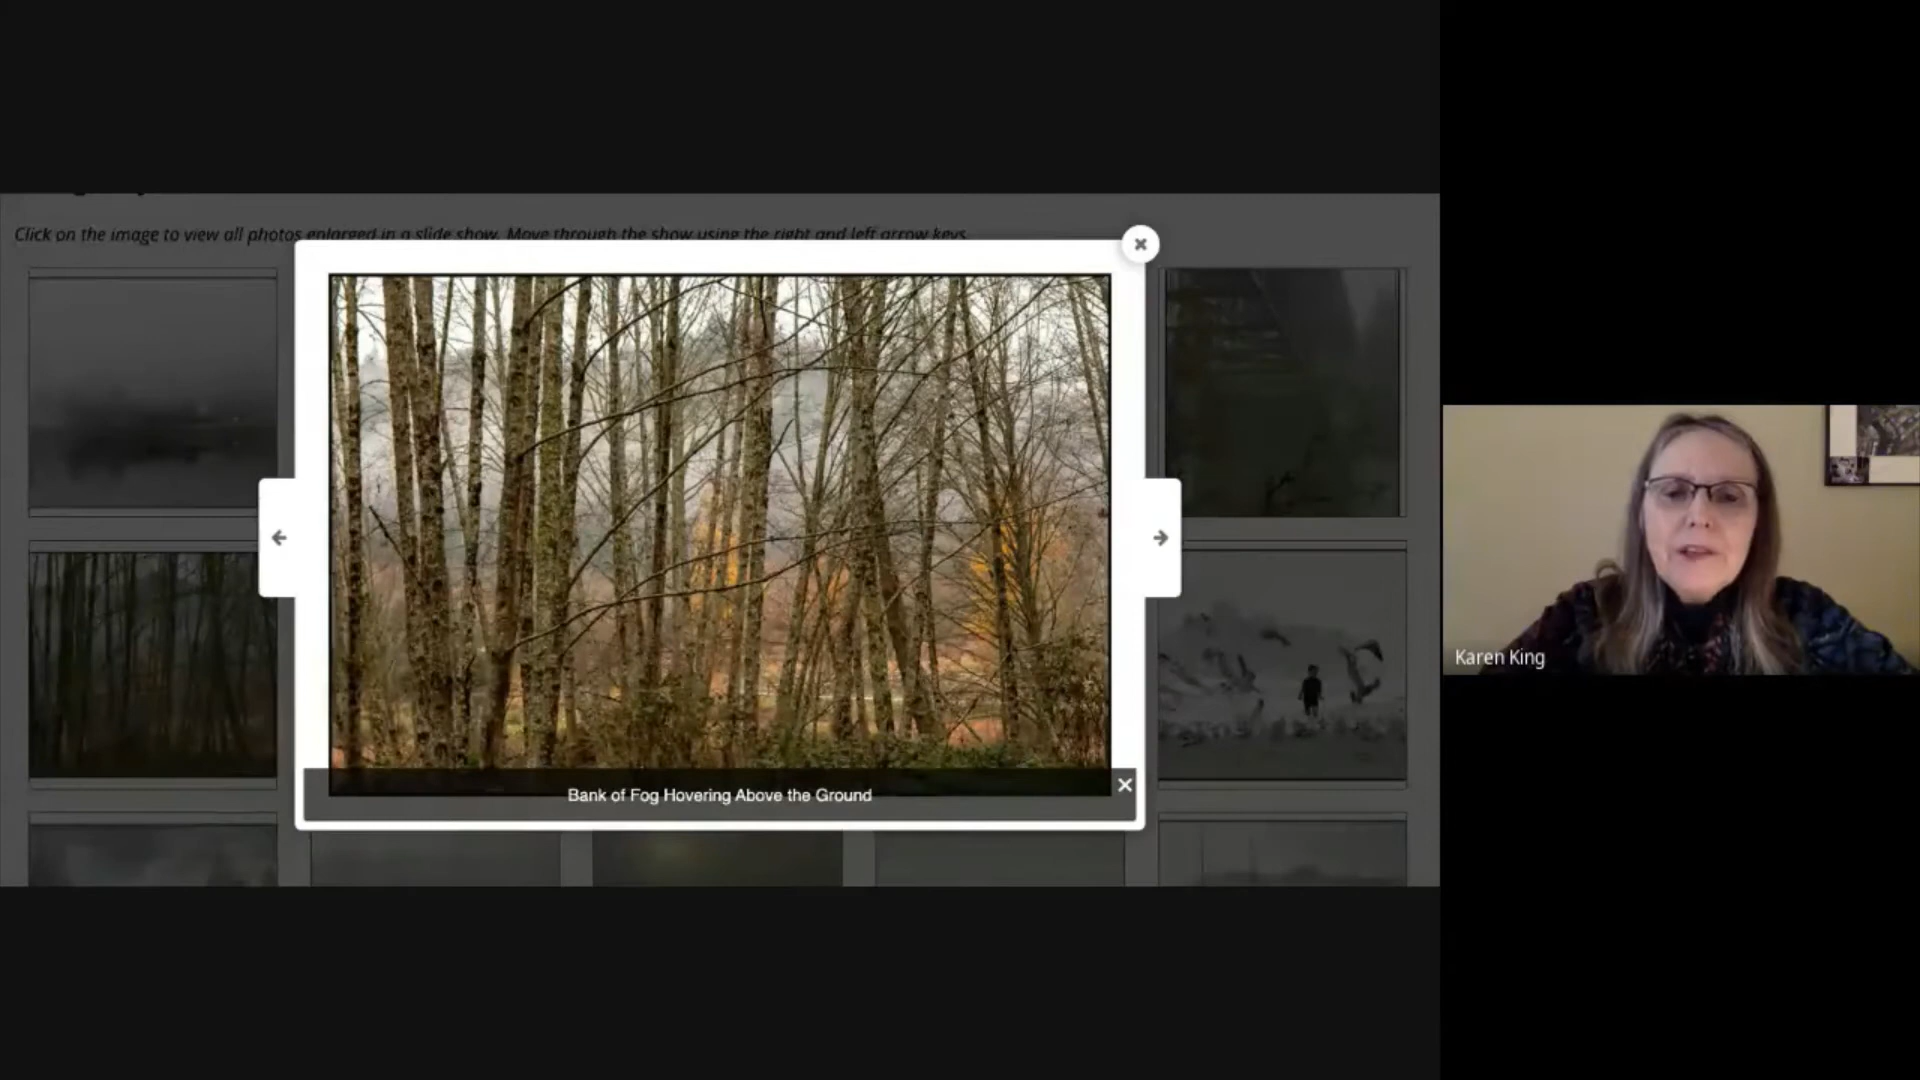 Click on the image to view all photos enlarged in a slide show. Move through the show using the right and left arrow keys.
Bank of Fog Hovering Above the Ground
Karen King